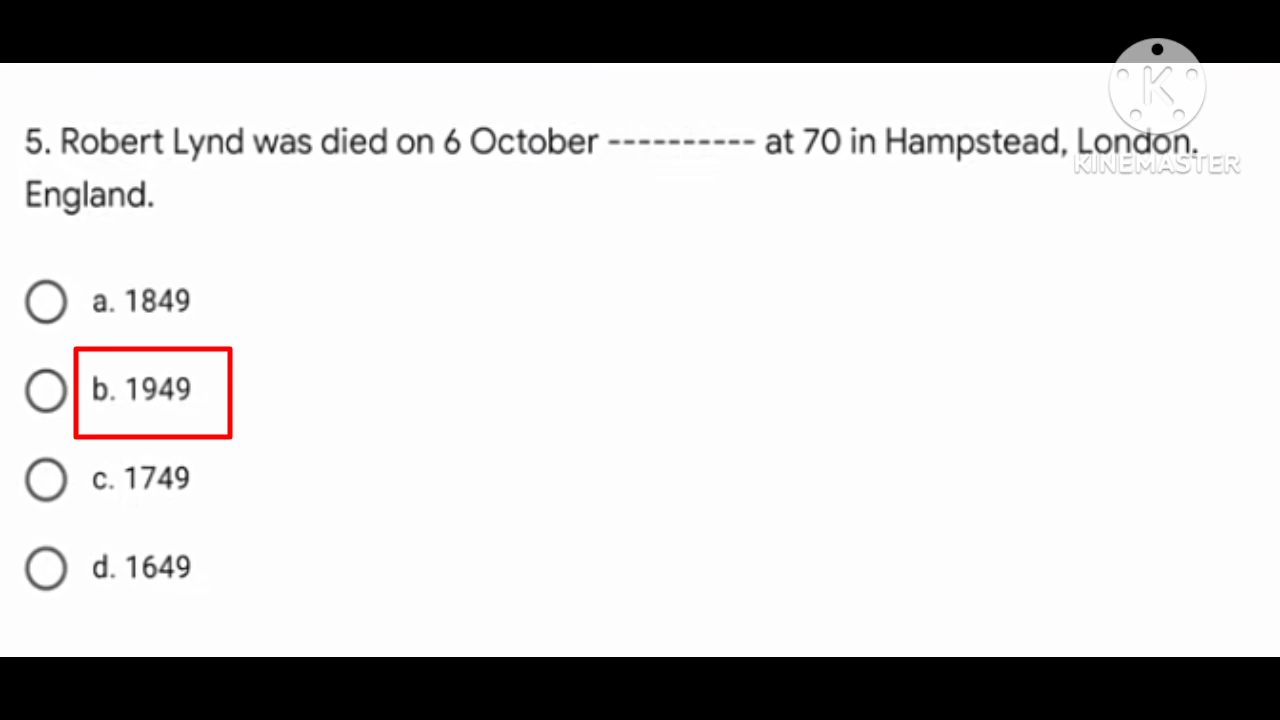 5. Robert Lynd was died on 6 October ---------- at 70 in Hampstead, London.
KINEMASTER
England.
a. 1849
b. 1949
c. 1749
d. 1649